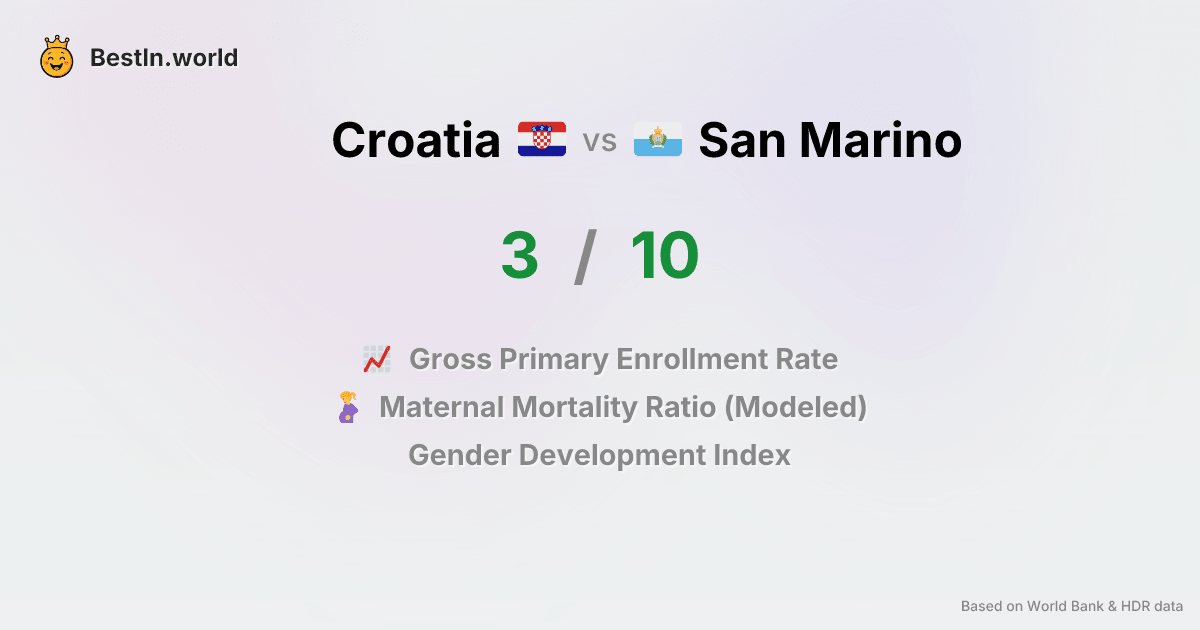 BestIn.world
Croatia vs San Marino
3 / 10
Gross Primary Enrollment Rate
Maternal Mortality Ratio (Modeled)
Gender Development Index
Based on World Bank & HDR data